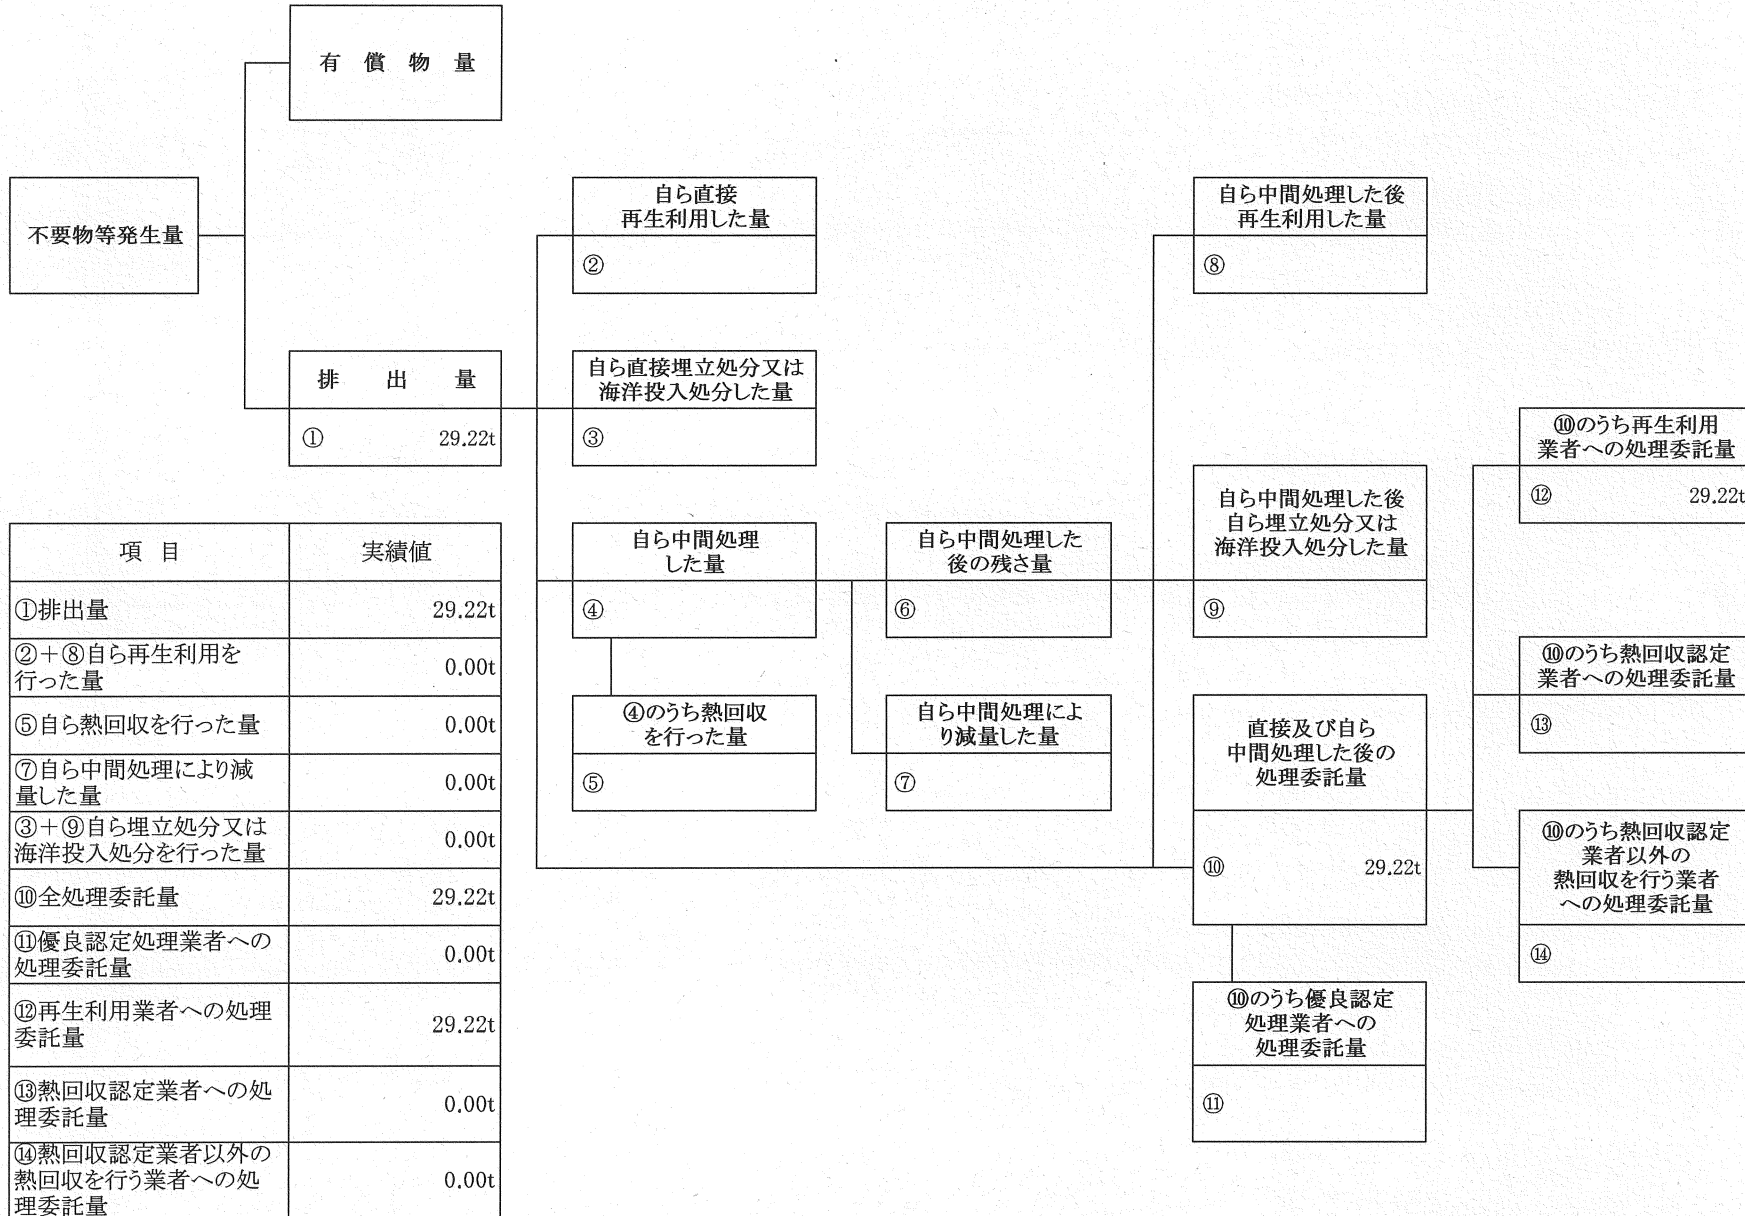 有償物量
不要物等発生量
排出量
① 29.22t
自ら直接
再生利用した量
②
自ら直接埋立処分又は
海洋投入処分した量
③
自ら中間処理
した量
④
④のうち熱回収
を行った量
⑤
自ら中間処理した
後の残さ量
⑥
自ら中間処理によ
り減量した量
⑦
自ら中間処理した後
再生利用した量
⑧
自ら中間処理した後
自ら埋立処分又は
海洋投入処分した量
⑨
直接及び自ら
中間処理した後の
処理委託量
⑩ 29.22t
⑩のうち優良認定
処理業者への
処理委託量
⑪
⑩のうち再生利用
業者への処理委託量
⑫ 29.22t
⑩のうち熱回収認定
業者への処理委託量
⑬
⑩のうち熱回収認定
業者以外の
熱回収を行う業者
への処理委託量
⑭
項目 実績値
①排出量 29.22t
②+⑧自ら再生利用を
行った量 0.00t
⑤自ら熱回収を行った量 0.00t
⑦自ら中間処理により減
量した量 0.00t
③+⑨自ら埋立処分又は
海洋投入処分を行った量 0.00t
⑩全処理委託量 29.22t
⑪優良認定処理業者への
処理委託量 0.00t
⑫再生利用業者への処理
委託量 29.22t
⑬熱回収認定業者への処
理委託量 0.00t
⑭熱回収認定業者以外の
熱回収を行う業者への処
理委託量 0.00t